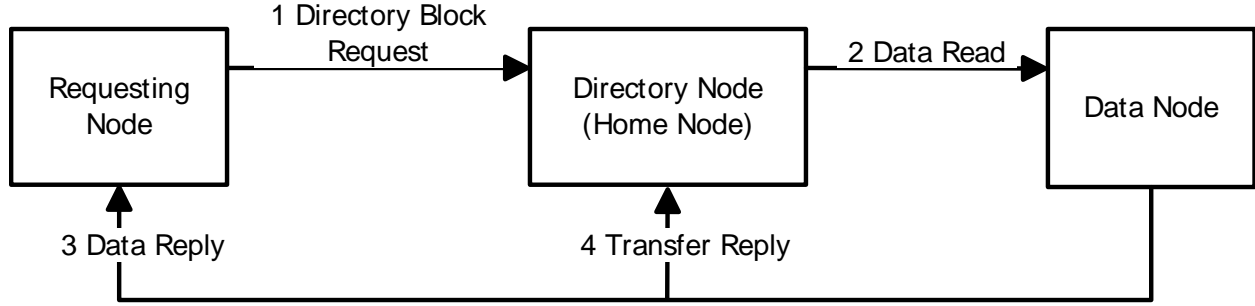 1 Directory Block
Request
2 Data Read
Requesting
Node
Directory Node
(Home Node)
Data Node
3 Data Reply
4 Transfer Reply